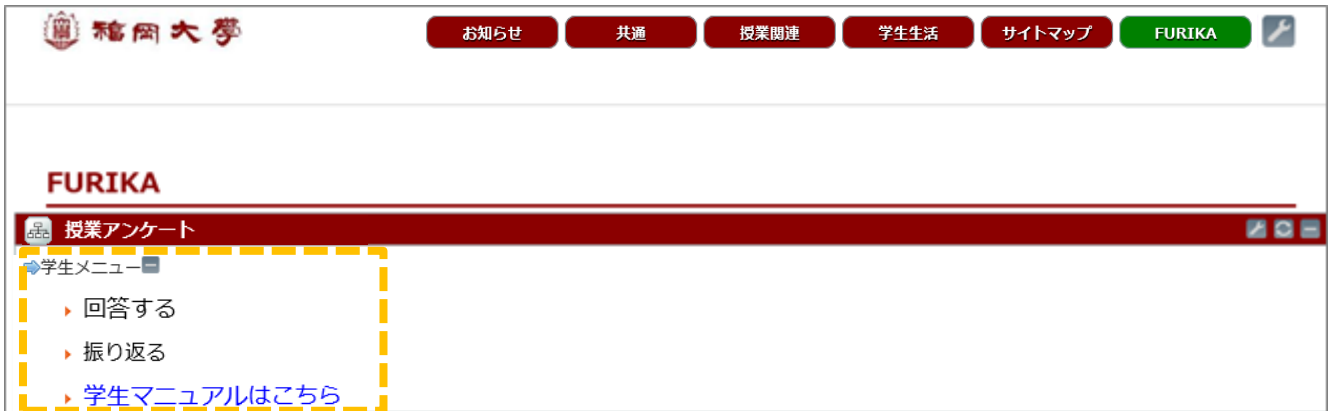 福岡大學
お知らせ 共通 授業関連 学生生活 サイトマップ FURIKA
FURIKA
授業アンケート
学生メニュー
回答する
振り返る
学生マニュアルはこちら